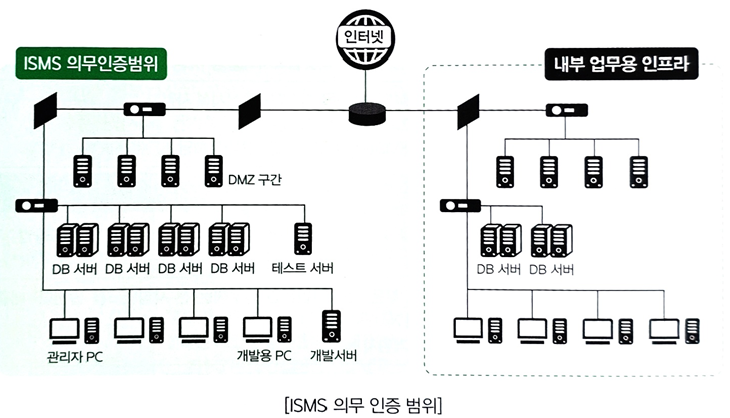 인터넷
ISMS 의무인증범위
내부 업무용 인프라
DMZ 구간
DB 서버 DB 서버 DB 서버 DB 서버 테스트 서버
DB 서버 DB 서버
관리자 PC 개발용 PC 개발서버
[ISMS 의무 인증 범위]